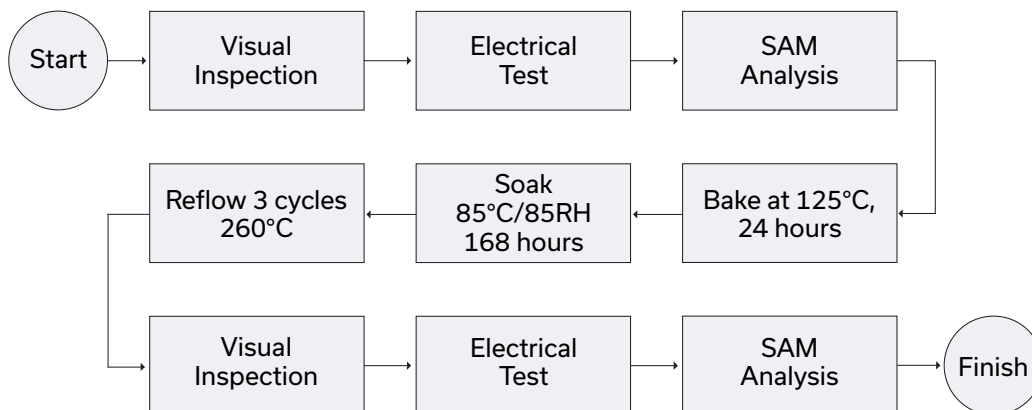 Start
Visual
Inspection
Electrical
Test
SAM
Analysis
Bake at 125°C,
24 hours
Soak
85°C/85RH
168 hours
Reflow 3 cycles
260°C
Visual
Inspection
Electrical
Test
SAM
Analysis
Finish